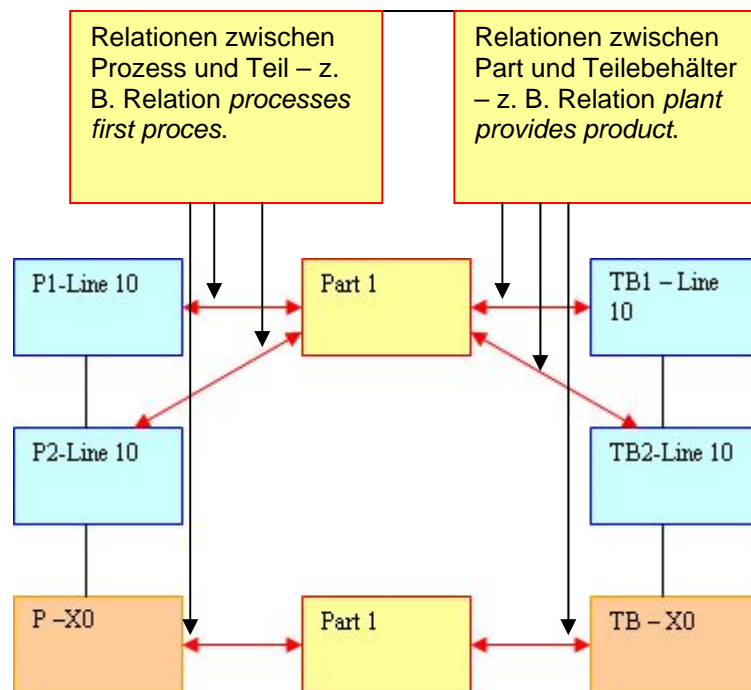 Relationen zwischen
Prozess und Teil – z.
B. Relation processes
first proces.
Relationen zwischen
Part und Teilebehälter
– z. B. Relation plant
provides product.
P1-Line 10
Part 1
TB1 – Line
10
P2-Line 10
TB2-Line 10
P –X0
Part 1
TB – X0